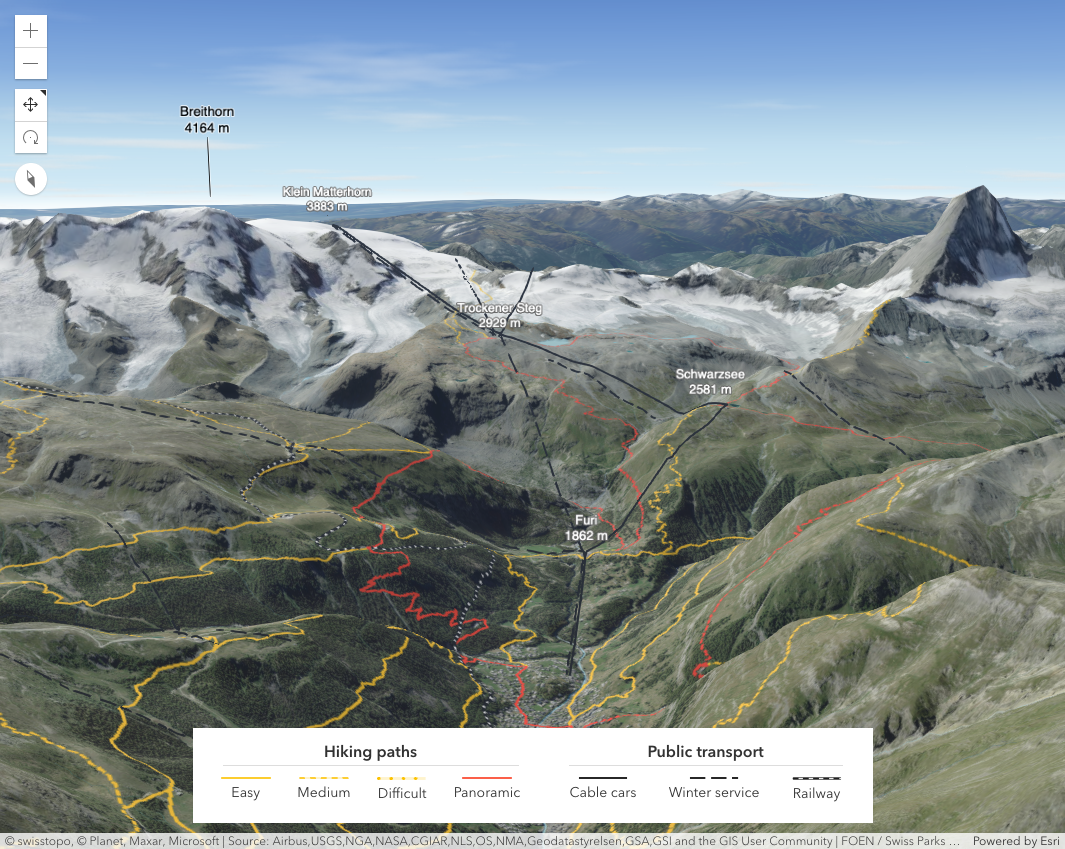 Breithorn
4164 m
Klein Matterhorn
3883 m
Trockener Steg
2929 m
Schwarzsee
2581 m
Furi
1862 m
Hiking paths
Public transport
Easy
Medium
Difficult
Panoramic
Cable cars
Winter service
Railway
© swisstopo, © Planet, Maxar, Microsoft | Source: Airbus,USGS,NGA,NASA,CGIAR,NLS,OS,NMA,Geodatastyrelsen,GSA,GSI and the GIS User Community | FOEN / Swiss Parks ...
Powered by Esri